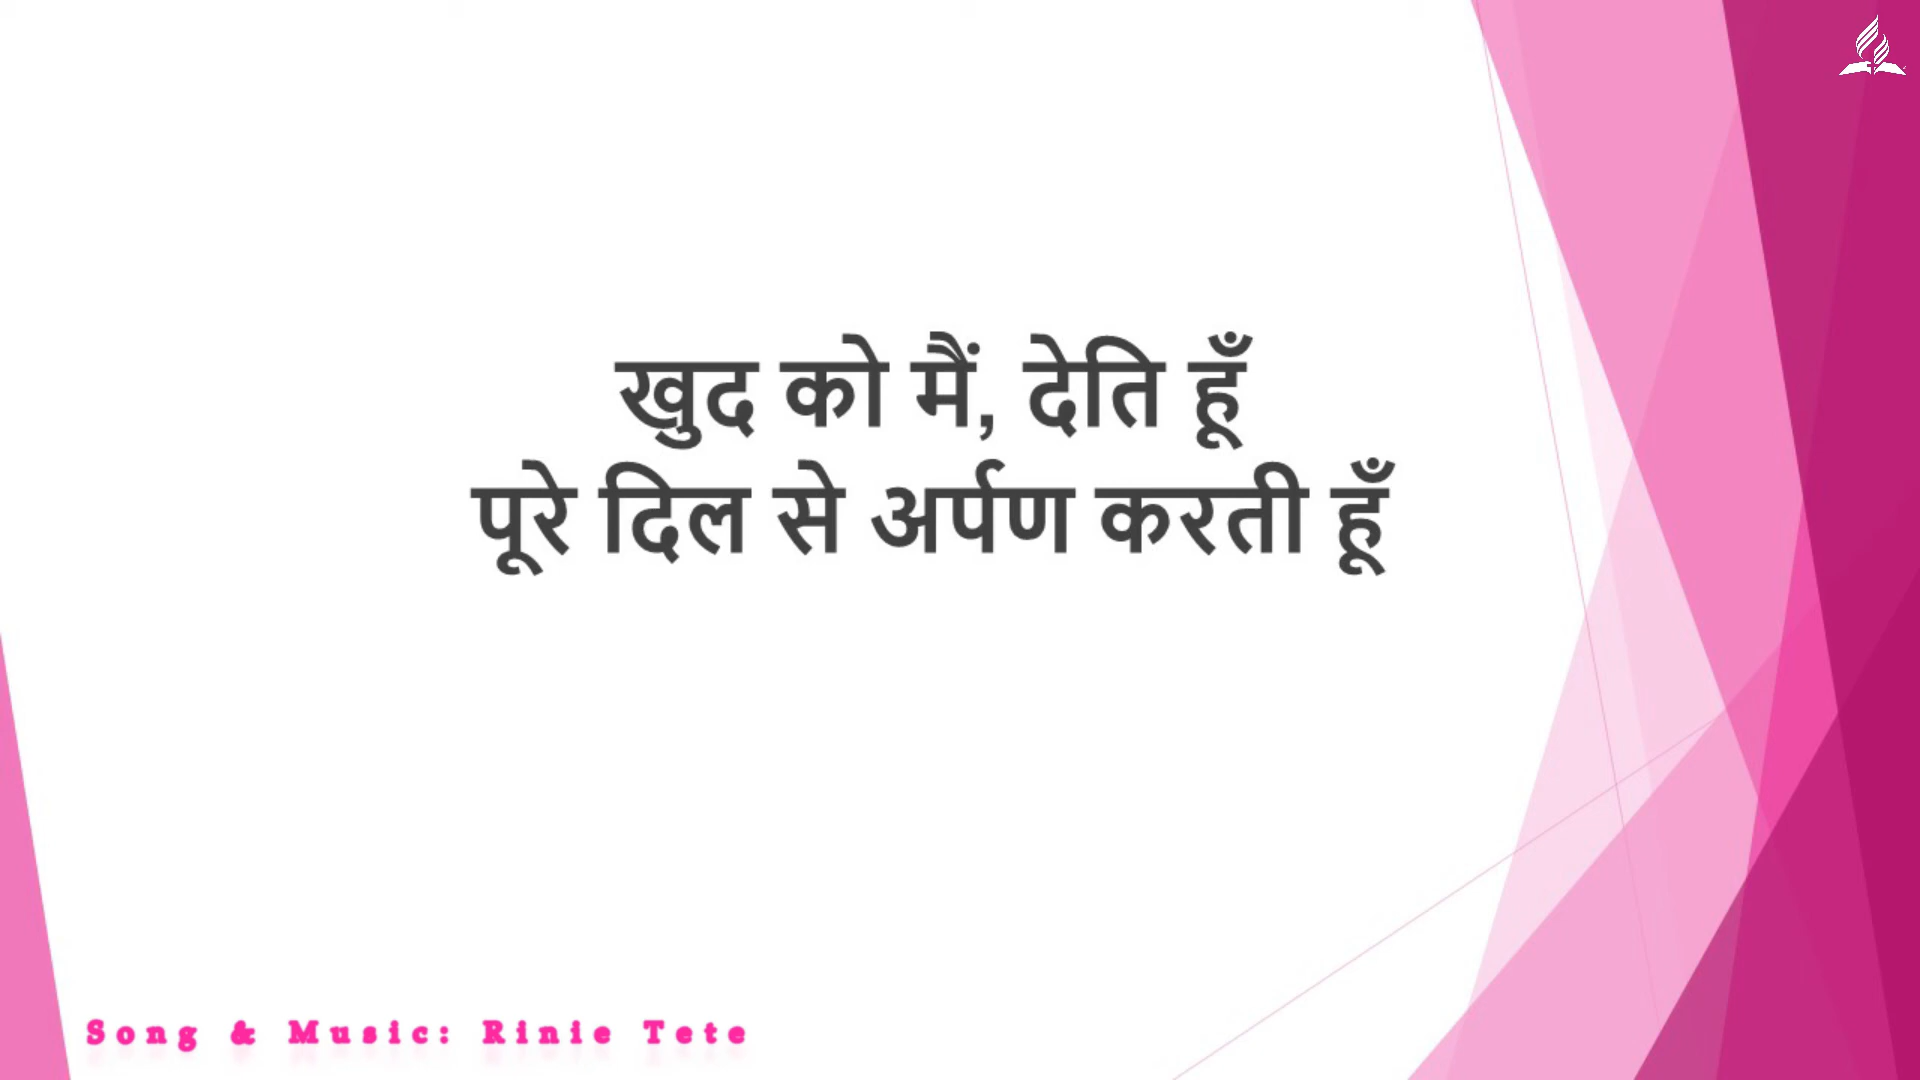 खुद को मैं, देति हूँ
पूरे दिल से अर्पण करती हूँ
Song & Music: Rinie Tete